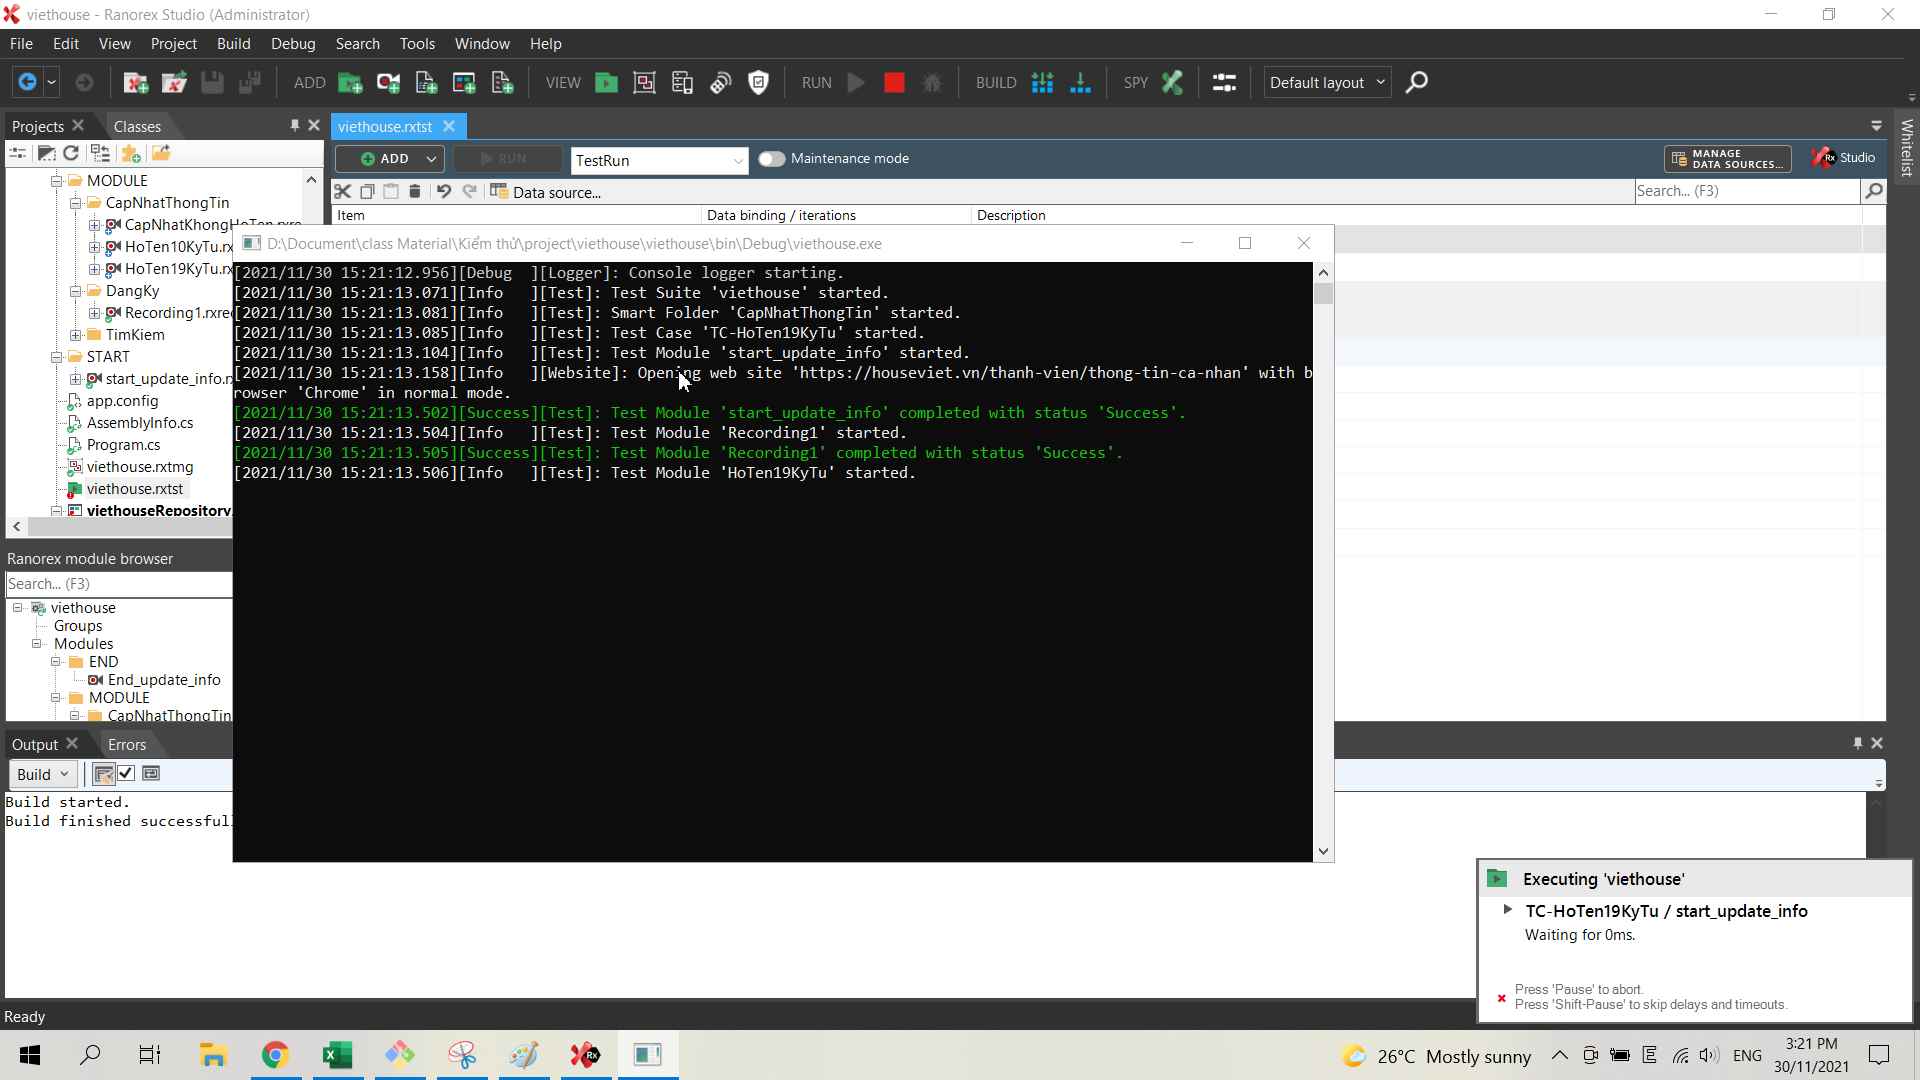 viethouse - Ranorex Studio (Administrator)
File Edit View Project Build Debug Search Tools Window Help
ADD VIEW RUN BUILD SPY Default layout
Projects Classes
viethouse.rxtst
Whitelist
ADD RUN TestRun Maintenance mode MANAGE DATA SOURCES... Rx Studio
Data source... Search... (F3)
Item Data binding / iterations Description
MODULE
CapNhatThongTin
CapNhatKhongHoTen.rxre
HoTen10KyTu.rx
HoTen19KyTu.rx
DangKy
Recording1.rxrec
TimKiem
START
start_update_info.r
app.config
AssemblyInfo.cs
Program.cs
viethouse.rxtmg
viethouse.rxtst
viethouseRepository
D:\Document\class Material\Kiểm thử\project\viethouse\viethouse\bin\Debug\viethouse.exe
[2021/11/30 15:21:12.956][Debug  ][Logger]: Console logger starting.
[2021/11/30 15:21:13.071][Info   ][Test]: Test Suite 'viethouse' started.
[2021/11/30 15:21:13.081][Info   ][Test]: Smart Folder 'CapNhatThongTin' started.
[2021/11/30 15:21:13.085][Info   ][Test]: Test Case 'TC-HoTen19KyTu' started.
[2021/11/30 15:21:13.104][Info   ][Test]: Test Module 'start_update_info' started.
[2021/11/30 15:21:13.158][Info   ][Website]: Opening web site 'https://houseviet.vn/thanh-vien/thong-tin-ca-nhan' with b
rowser 'Chrome' in normal mode.
[2021/11/30 15:21:13.502][Success][Test]: Test Module 'start_update_info' completed with status 'Success'.
[2021/11/30 15:21:13.504][Info   ][Test]: Test Module 'Recording1' started.
[2021/11/30 15:21:13.505][Success][Test]: Test Module 'Recording1' completed with status 'Success'.
[2021/11/30 15:21:13.506][Info   ][Test]: Test Module 'HoTen19KyTu' started.
Ranorex module browser
Search... (F3)
viethouse
Groups
Modules
END
End_update_info
MODULE
CapNhatThongTin
Output Errors
Build
Build started.
Build finished successfull
Executing 'viethouse'
TC-HoTen19KyTu / start_update_info
Waiting for 0ms.
Press 'Pause' to abort.
Press 'Shift-Pause' to skip delays and timeouts.
Ready
26°C Mostly sunny
ENG
3:21 PM
30/11/2021